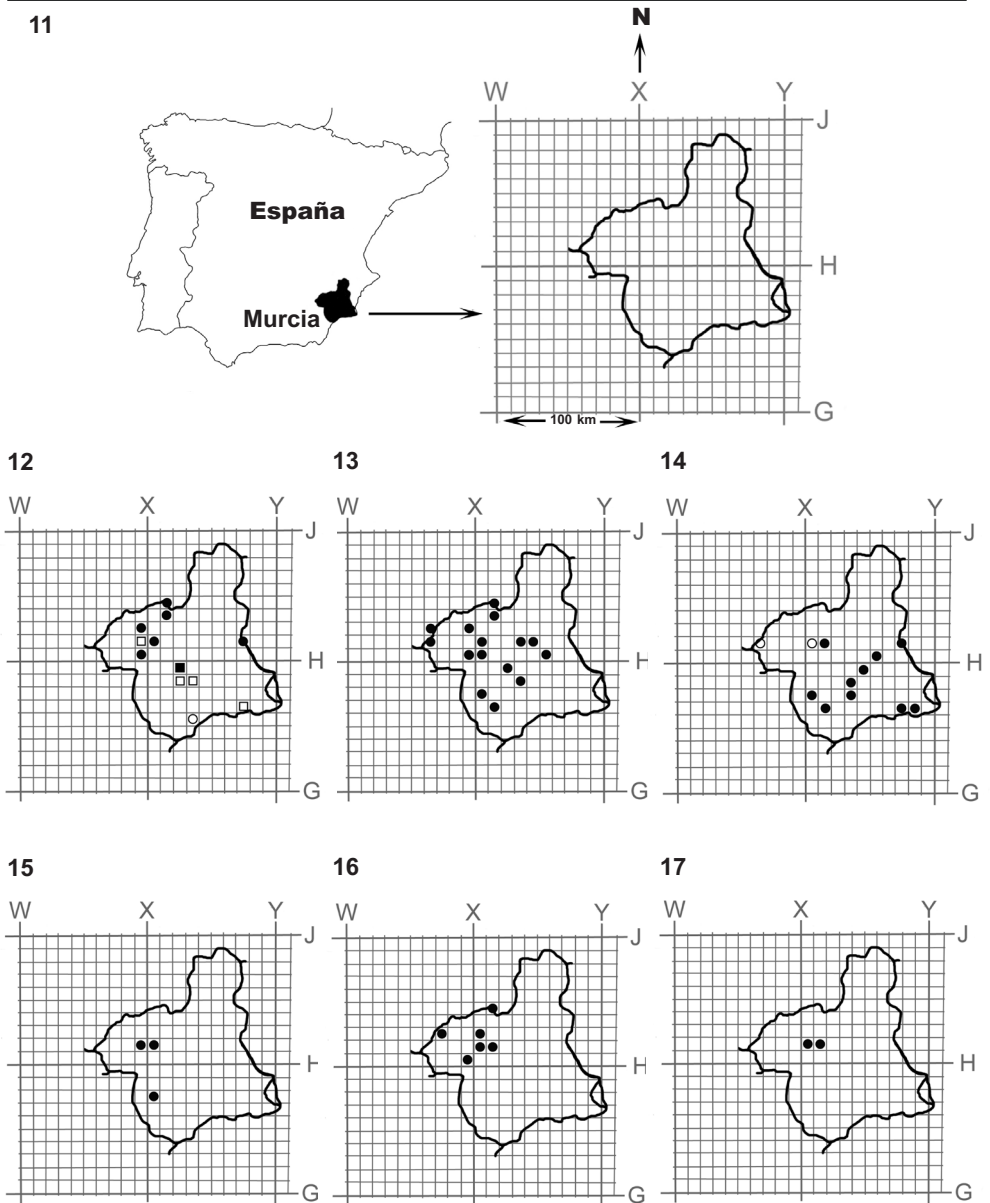 11
N
W X Y
J
España
H
Murcia
G
100 km
12 13 14
W X Y W X Y W X Y
J J J
H H H
G G G
15 16 17
W X Y W X Y W X Y
J J J
H H H
G G G